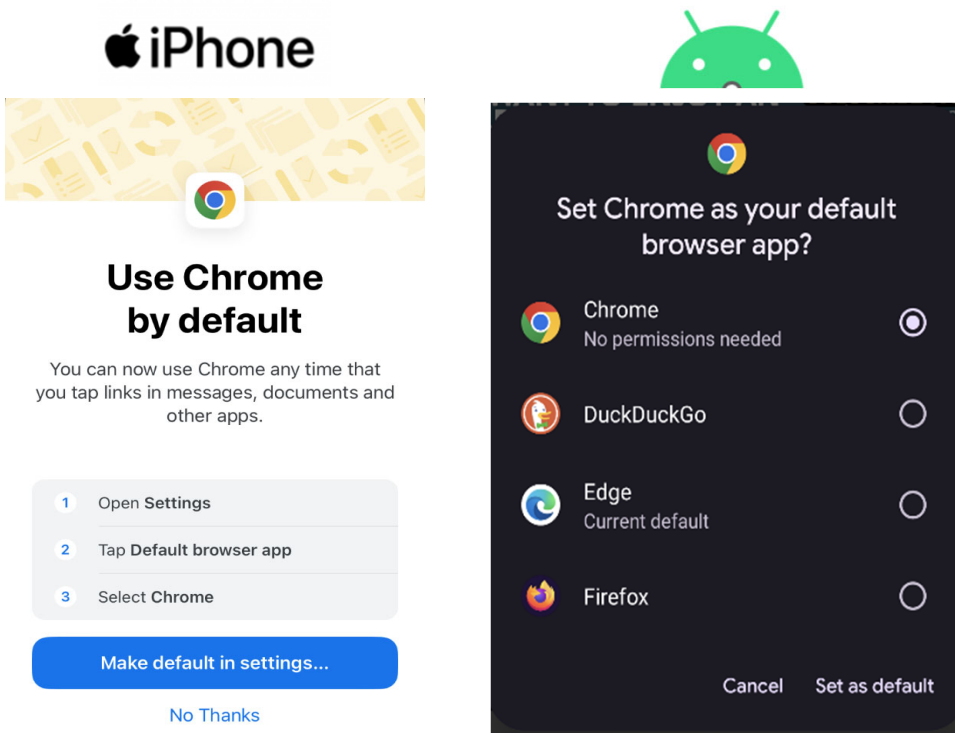 iPhone
Use Chrome
by default
You can now use Chrome any time that
you tap links in messages, documents and
other apps.
1 Open Settings
2 Tap Default browser app
3 Select Chrome
Make default in settings...
No Thanks
Set Chrome as your default
browser app?
Chrome
No permissions needed
DuckDuckGo
Edge
Current default
Firefox
Cancel Set as default